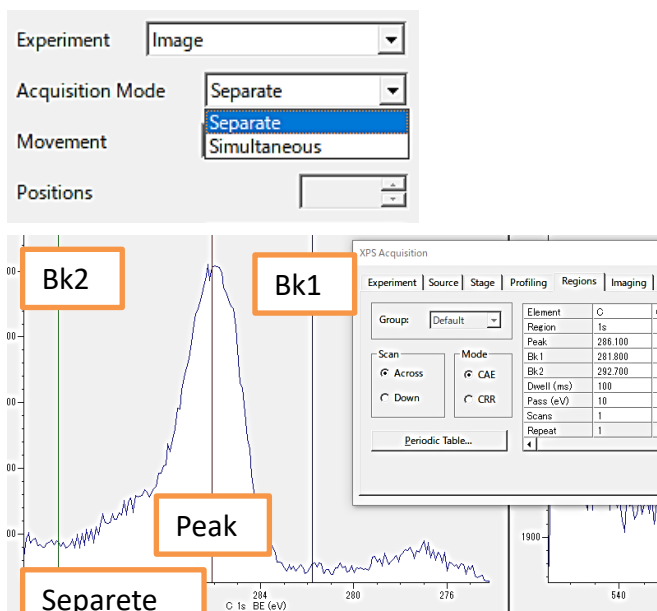 Experiment Image
Acquisition Mode Separate
Separate
Simultaneous
Movement
Positions
Bk2
Bk1
XPS Acquisition
Experiment Source Stage Profiling Regions Imaging
Group: Default
Element C
Region 1s
Peak 286.100
Bk1 281.800
Bk2 292.700
Dwell (ms) 100
Pass (eV) 10
Scans 1
Repeat 1
Scan
Across
Down
Mode
CAE
CRR
Periodic Table...
Peak
1900
Separete
284 280 276
C 1s BE (eV)
540